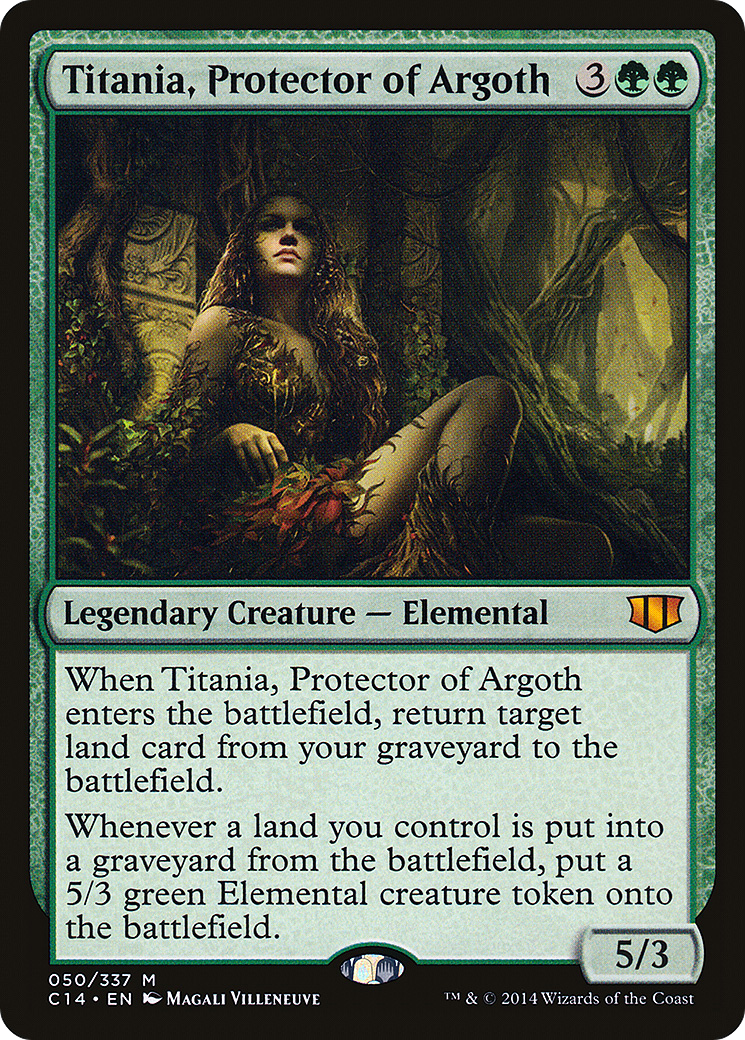 Titania, Protector of Argoth 3
Legendary Creature — Elemental
When Titania, Protector of Argoth
enters the battlefield, return target
land card from your graveyard to the
battlefield.
Whenever a land you control is put into
a graveyard from the battlefield, put a
5/3 green Elemental creature token onto
the battlefield.
5/3
050/337 M
C14 • EN Magali Villeneuve
™ & © 2014 Wizards of the Coast